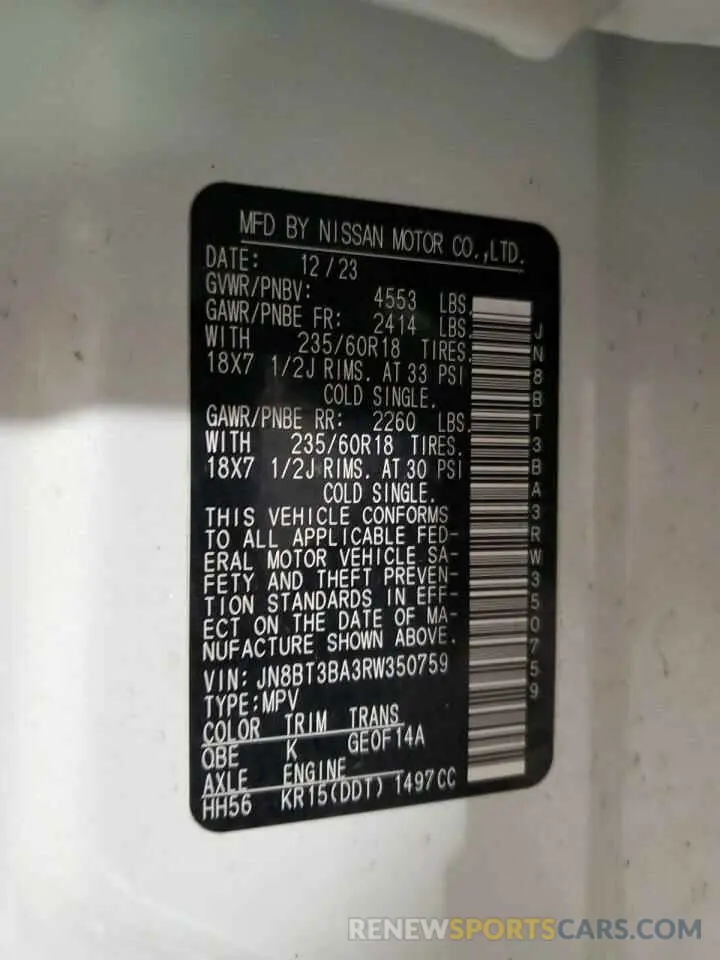 MFD BY NISSAN MOTOR CO.,LTD.
DATE: 12/23
GVWR/PNBV: 4553 LBS.
GAWR/PNBE FR: 2414 LBS.
WITH 235/60R18 TIRES.
18X7 1/2J RIMS. AT 33 PSI
COLD SINGLE.
GAWR/PNBE RR: 2260 LBS.
WITH 235/60R18 TIRES.
18X7 1/2J RIMS. AT 30 PSI
COLD SINGLE.
THIS VEHICLE CONFORMS
TO ALL APPLICABLE FED-
ERAL MOTOR VEHICLE SA-
FETY AND THEFT PREVEN-
TION STANDARDS IN EFF-
ECT ON THE DATE OF MA-
NUFACTURE SHOWN ABOVE.
VIN: JN8BT3BA3RW350759
TYPE:MPV
COLOR TRIM TRANS
QBE K GE0F14A
AXLE ENGINE
HH56 KR15(DDT) 1497CC
JN8BT3BA3RW350759
RENEWSPORTSCARS.COM